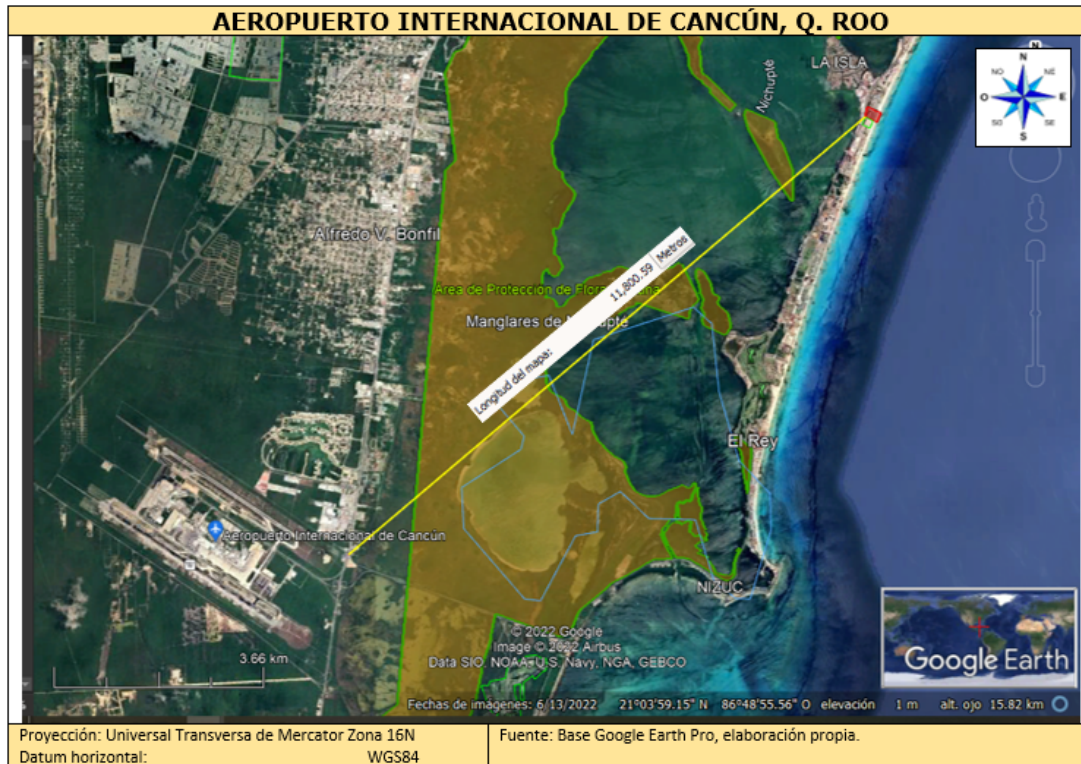 AEROPUERTO INTERNACIONAL DE CANCÚN, Q. ROO
LA ISLA
N
N
NO
NE
O
E
SO
SE
S
Nichupté
Alfredo V. Bonfil
Longitud del mapa: 11,800.59 Metros
Área de Protección de Flora
Manglares de
El Rey
Aeropuerto Internacional de Cancún
NIZUC
© 2022 Google
Image © 2022 Airbus
Data SIO, NOAA, U.S. Navy, NGA, GEBCO
3.66 km
Google Earth
Fechas de imágenes: 6/13/2022 21°03'59.15" N 86°48'55.56" O elevación 1 m alt. ojo 15.82 km
Proyección: Universal Transversa de Mercator Zona 16N
Datum horizontal: WGS84
Fuente: Base Google Earth Pro, elaboración propia.